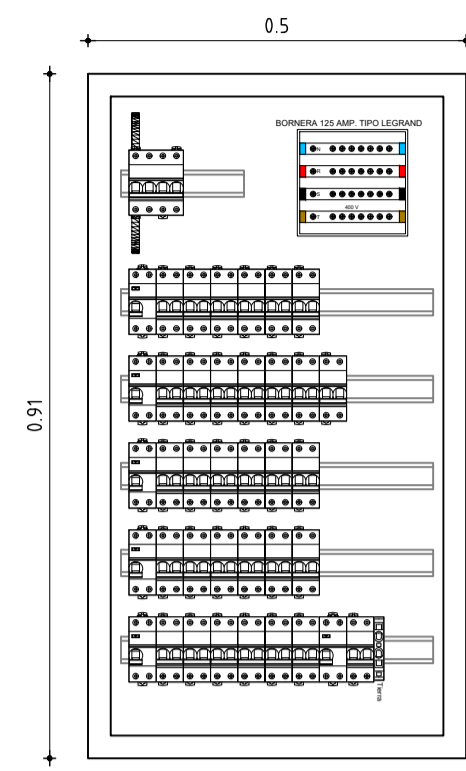 0.5
BORNERA 125 AMP. TIPO LEGRAND
N
R
S
400 V
T
0.91
Tierra